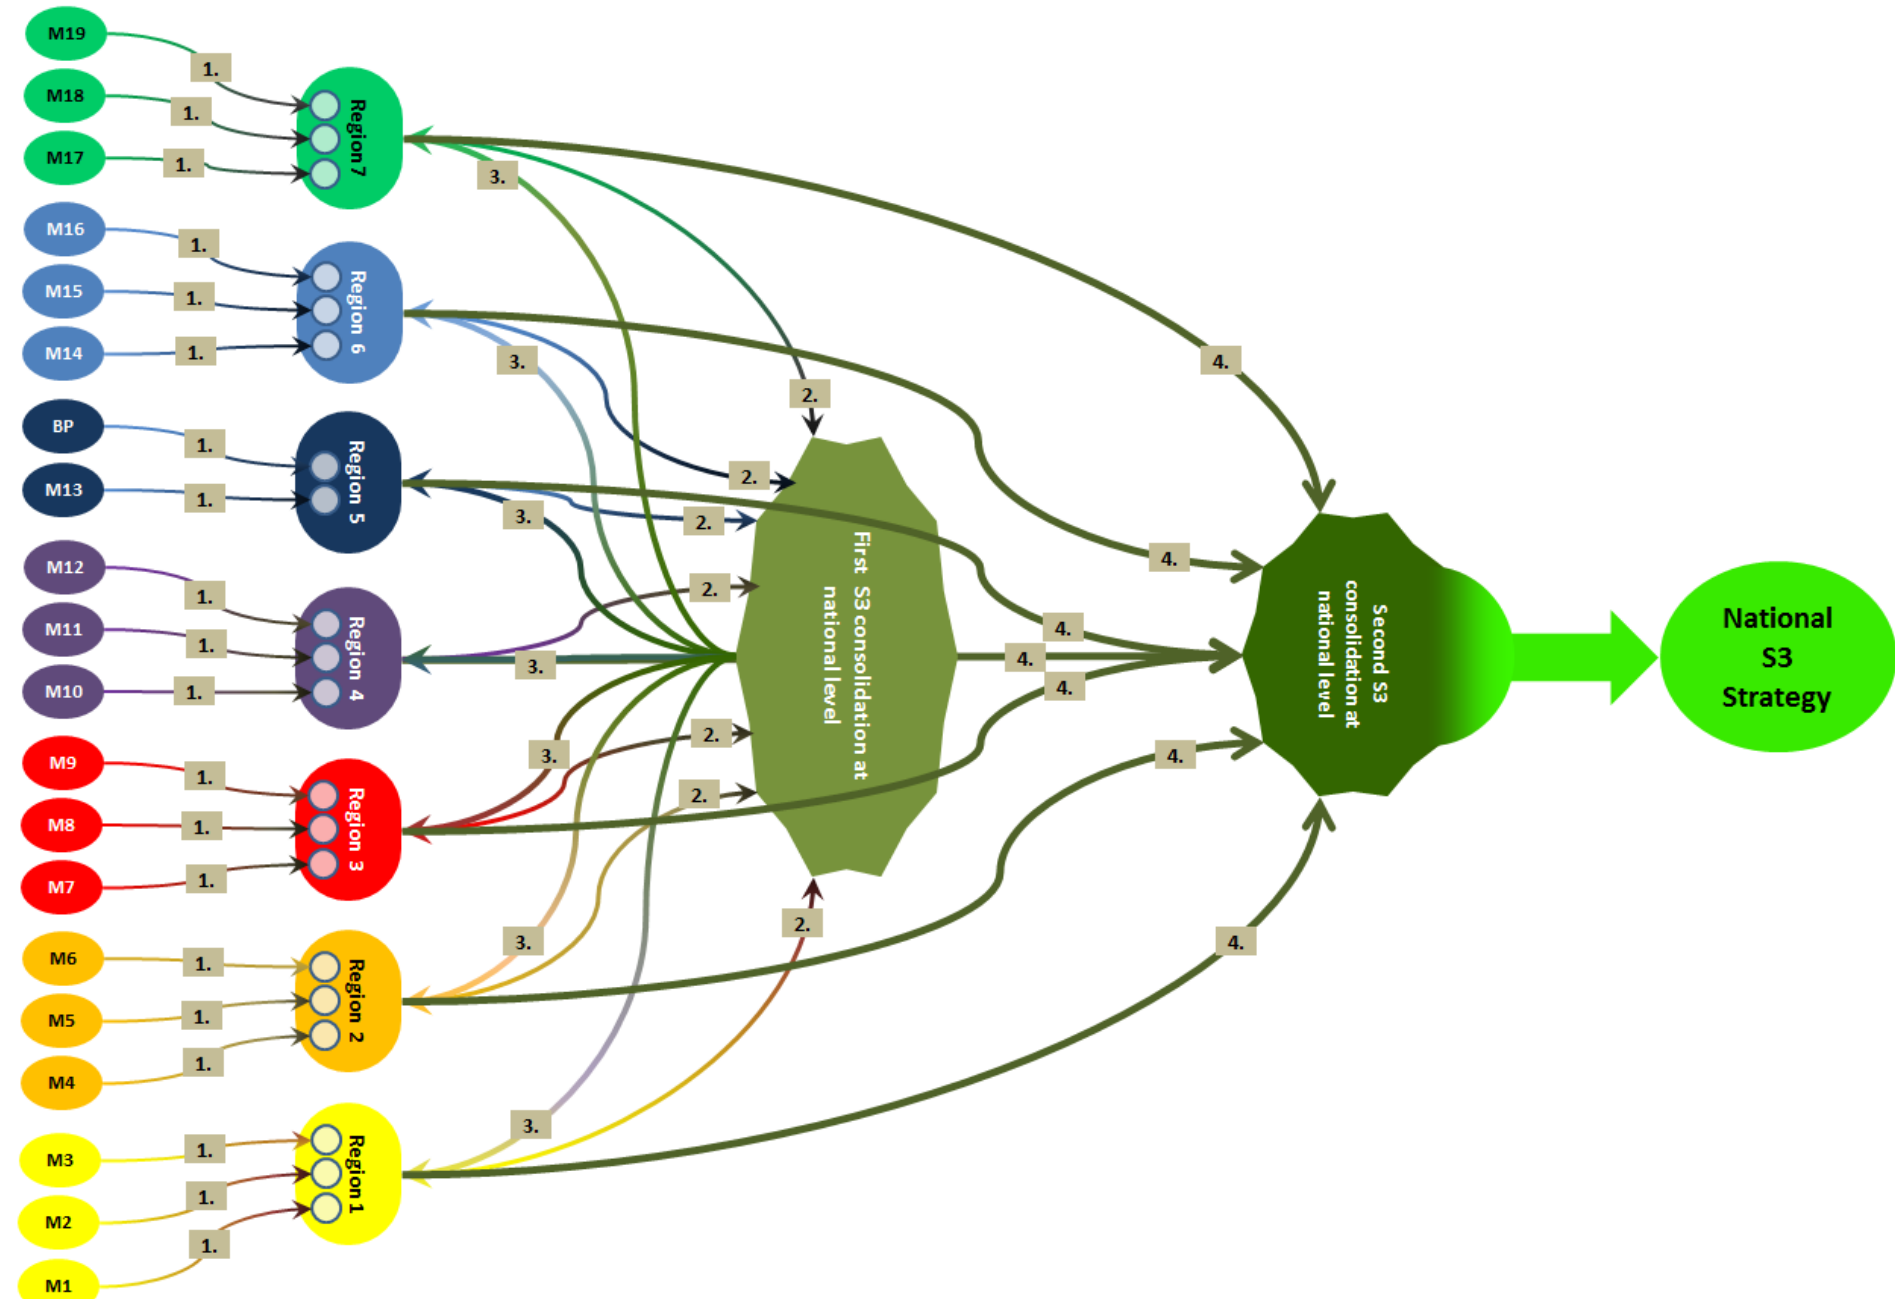 M19
1.
M18
1.
M17
1.
Region 7
M16
1.
M15
1.
M14
1.
Region 6
BP
1.
M13
1.
Region 5
M12
1.
M11
1.
M10
1.
Region 4
M9
1.
M8
1.
M7
1.
Region 3
M6
1.
M5
1.
M4
1.
Region 2
M3
1.
M2
1.
M1
1.
Region 1
3.
3.
3.
3.
3.
3.
3.
2.
2.
2.
2.
2.
2.
2.
First S3 consolidation at
national level
4.
4.
4.
4.
4.
4.
4.
Second S3
consolidation at
national level
National
S3
Strategy